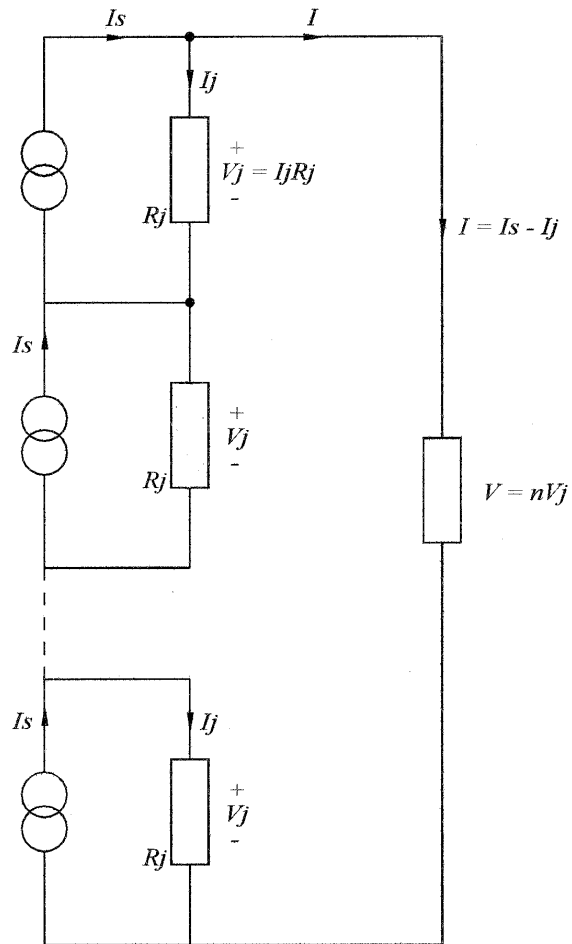 Is
I
Ij
+
Vj = IjRj
-
Rj
I = Is - Ij
Is
+
Vj
-
Rj
V = nVj
Is
Ij
+
Vj
-
Rj